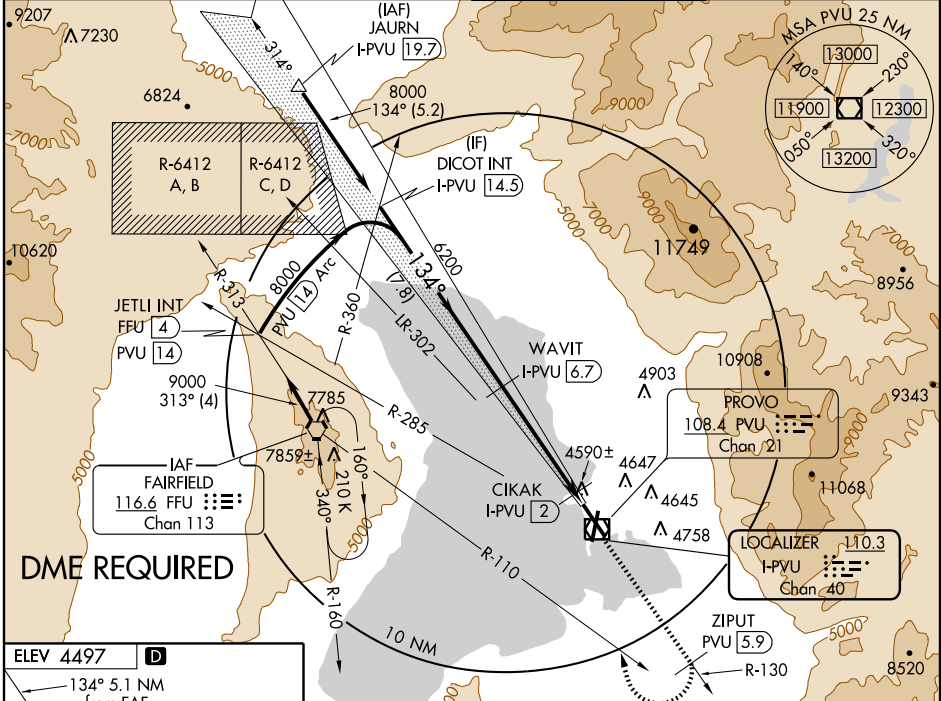 9207
7230
(IAF)
JAURN
I-PVU 19.7
314°
5000
6824
7000
8000
134° (5.2)
9000
MSA PVU 25 NM
13000
140°
230°
11900
12300
050°
320°
13200
R-6412
A, B
R-6412
C, D
(IF)
DICOT INT
I-PVU 14.5
5000
7000
9000
11749
7000
8956
10620
R-313
8000
PVU 14 Arc
134°
(7.8)
6200
R-360
LR-302
JETLI INT
FFU 4
PVU 14
9000
313° (4)
7785
7859±
R-285
WAVIT
I-PVU 6.7
4903
10908
9343
PROVO
108.4 PVU
Chan 21
IAF
FAIRFIELD
116.6 FFU
Chan 113
160°
210 K
340°
5000
5000
4590±
4647
4645
4758
11068
CIKAK
I-PVU 2
LOCALIZER 110.3
I-PVU
Chan 40
DME REQUIRED
R-110
R-160
10 NM
ZIPUT
PVU 5.9
R-130
5000
8520
ELEV 4497 D
134° 5.1 NM
from FAF